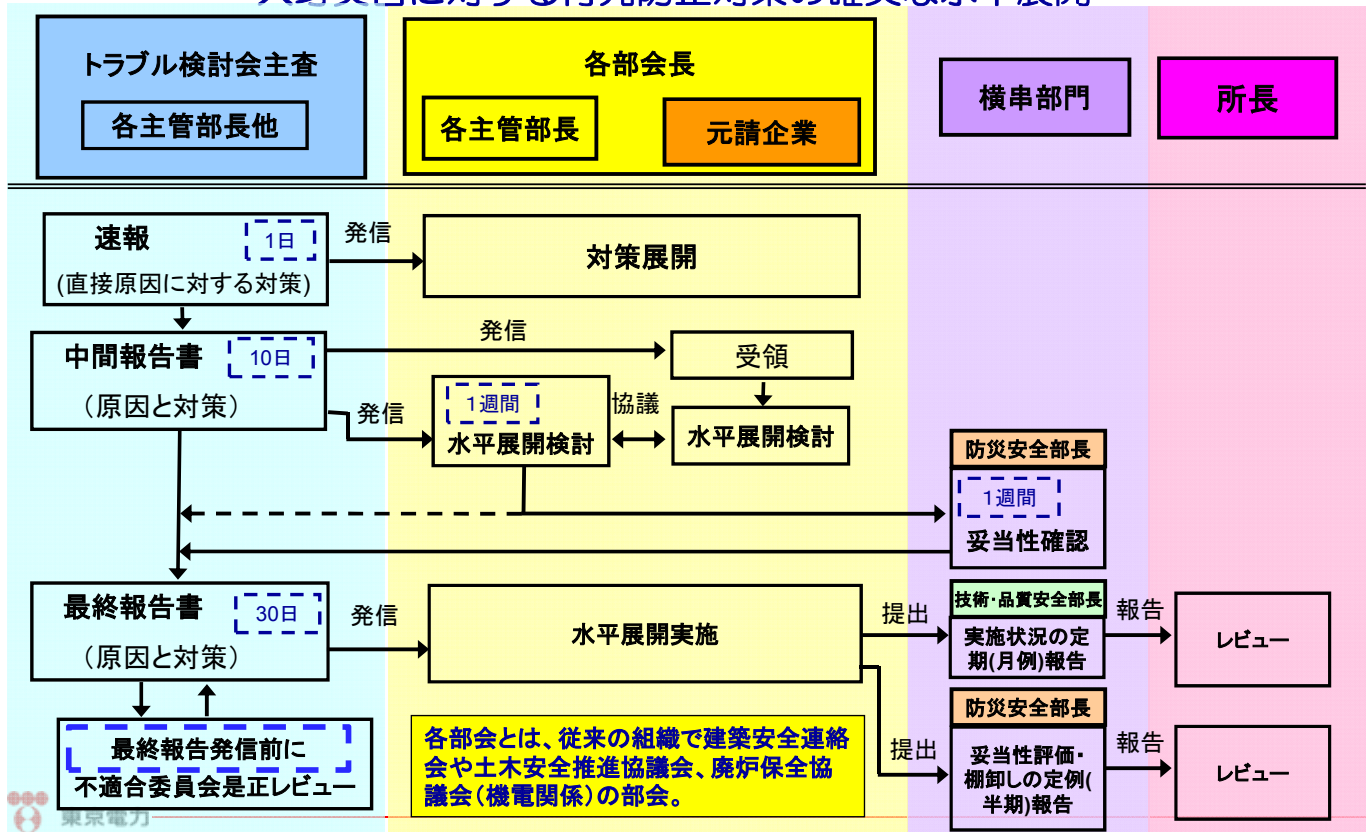 トラブル検討会主査
各主管部長他
各部会長
各主管部長
元請企業
横串部門
所長
速報
1日
(直接原因に対する対策)
発信
対策展開
中間報告書
10日
(原因と対策)
発信
受領
発信
1週間
水平展開検討
協議
水平展開検討
防災安全部長
1週間
妥当性確認
最終報告書
30日
(原因と対策)
発信
水平展開実施
提出
技術・品質安全部長
実施状況の定
期(月例)報告
報告
レビュー
最終報告発信前に
不適合委員会是正レビュー
各部会とは、従来の組織で建築安全連絡
会や土木安全推進協議会、廃炉保全協
議会(機電関係)の部会。
提出
防災安全部長
妥当性評価・
棚卸しの定例(
半期)報告
報告
レビュー
東京電力